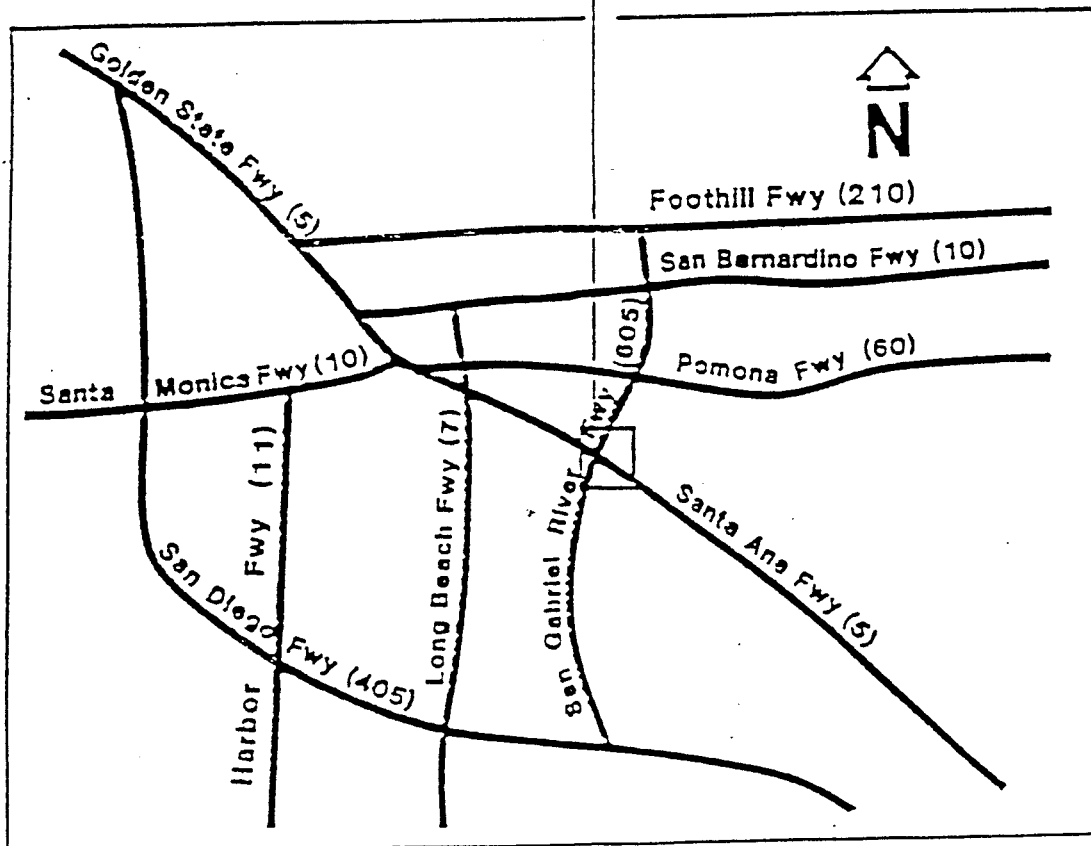 Golden State Fwy (5)
N
Foothill Fwy (210)
San Bernardino Fwy (10)
Santa Monica Fwy (10)
Pomona Fwy (60)
San Gabriel River Fwy (605)
Harbor Fwy (11)
Long Beach Fwy (7)
Santa Ana Fwy (5)
San Diego Fwy (405)